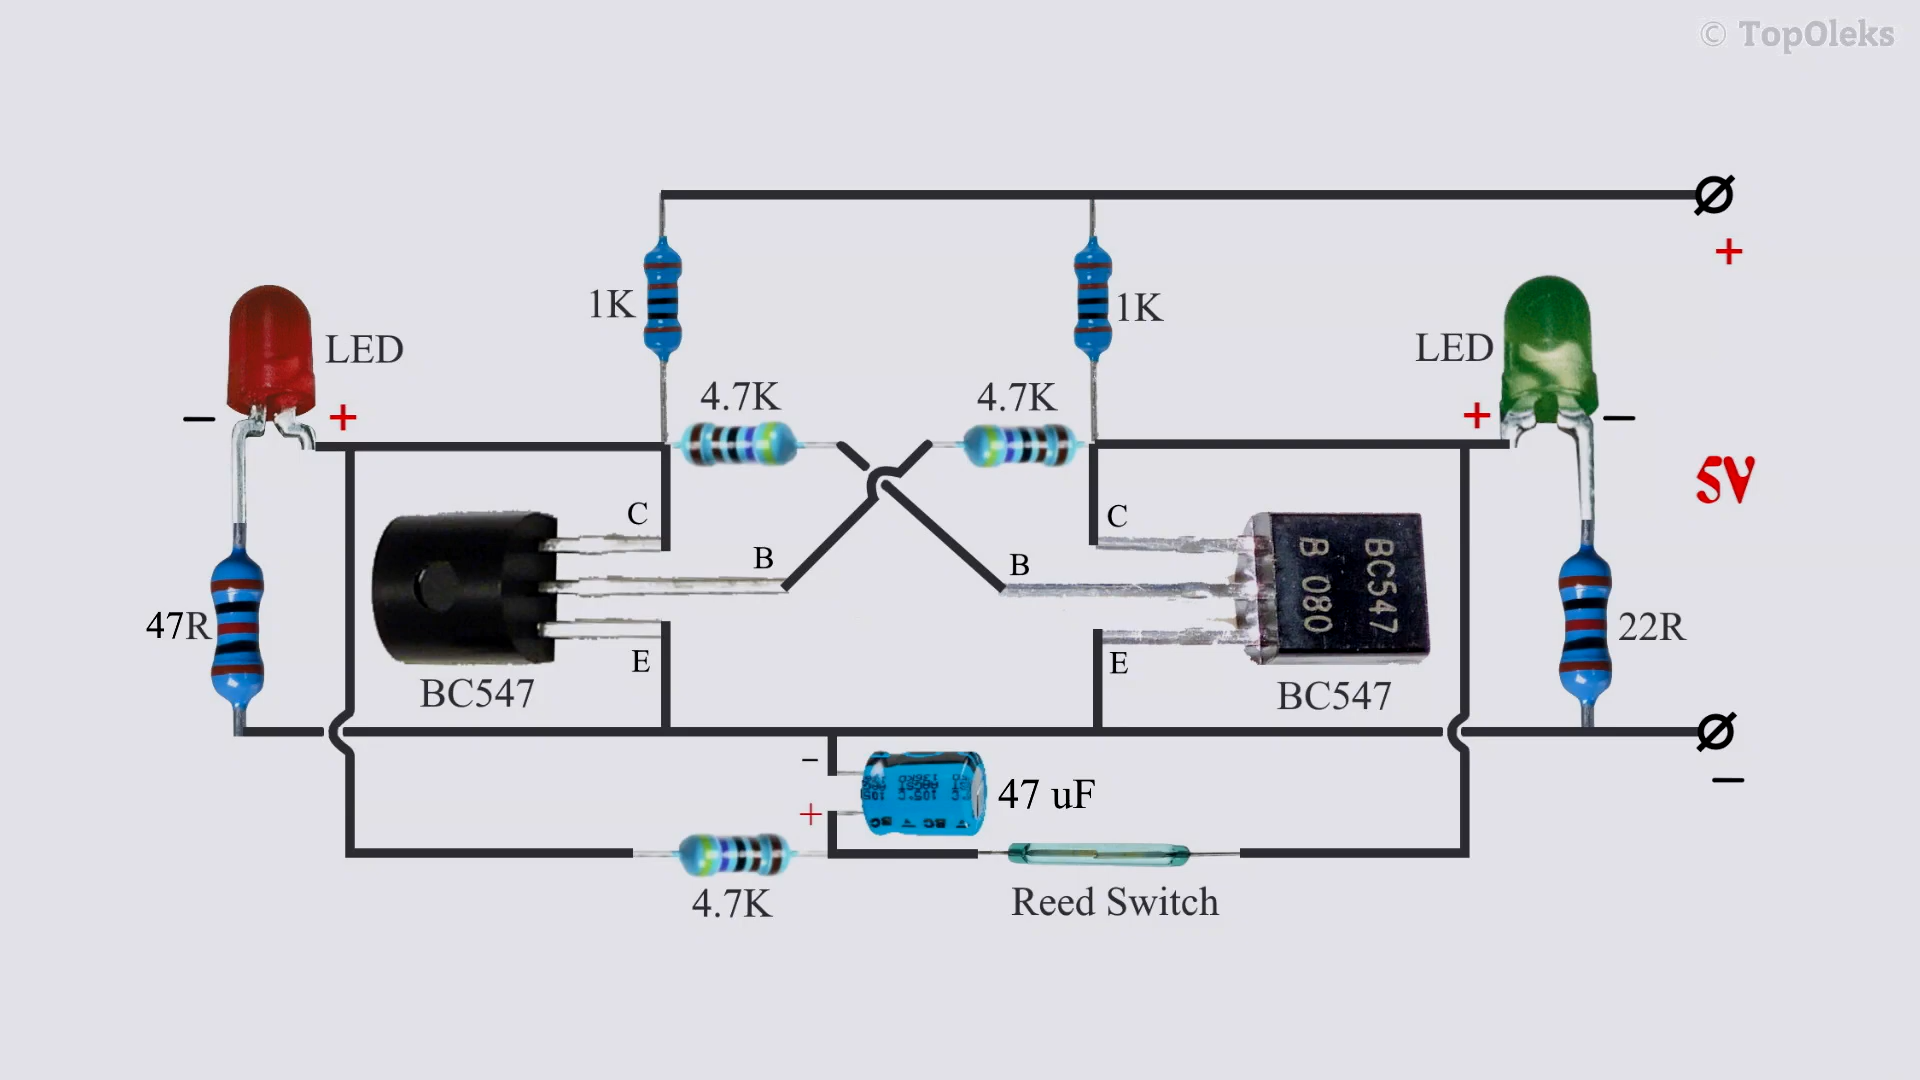 © TopOleks
+
1K
1K
LED
LED
4.7K
4.7K
– +
+ –
5V
C
C
B
B
BC547
B 080
47R
22R
E
E
BC547
BC547
–
–
47 uF
+
4.7K
Reed Switch